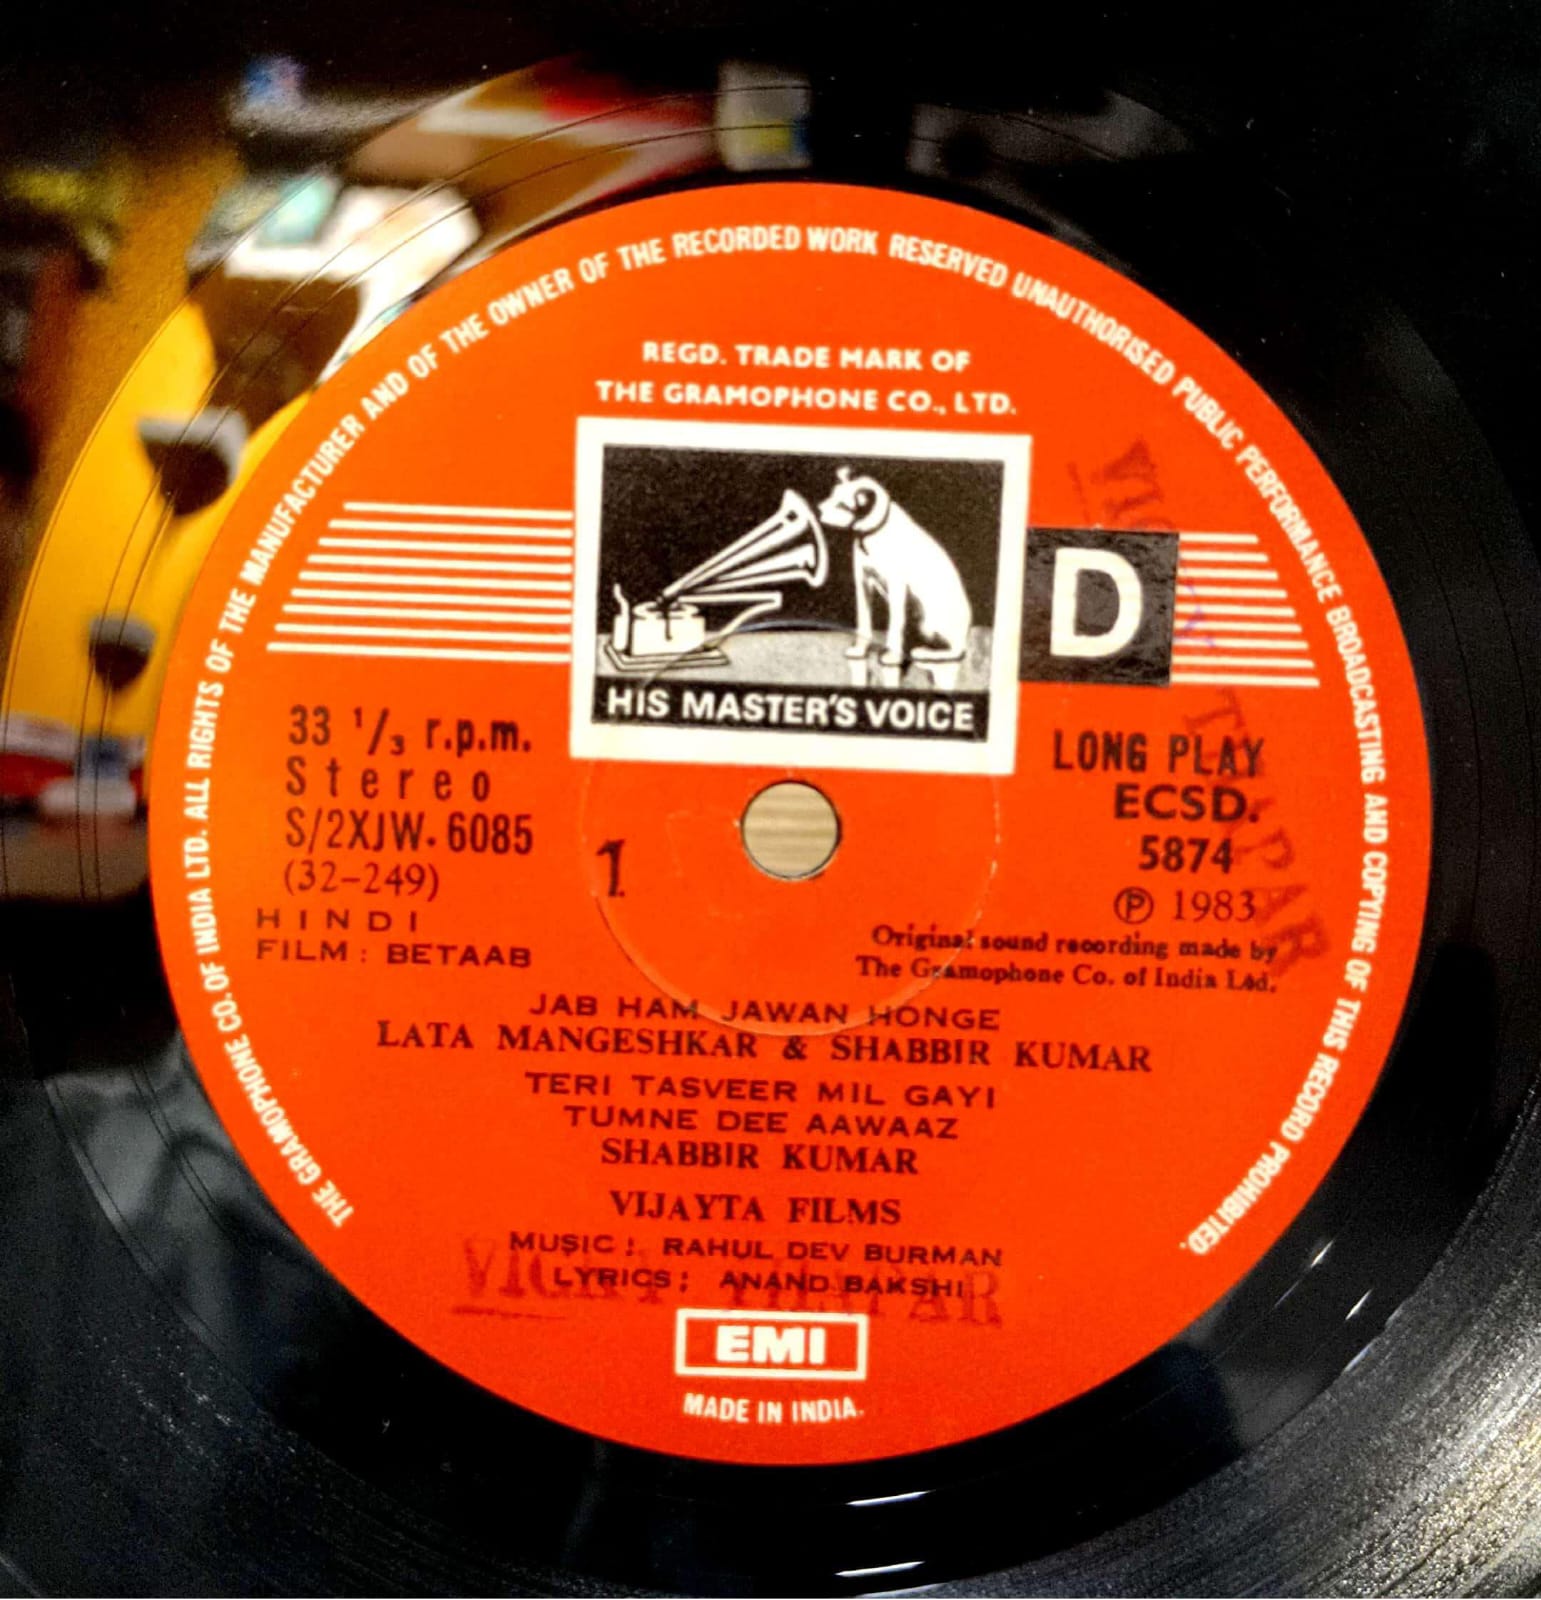 THE GRAMOPHONE CO. OF INDIA LTD. ALL RIGHTS OF THE MANUFACTURER AND OF THE OWNER OF THE RECORDED WORK RESERVED UNAUTHORISED PUBLIC PERFORMANCE BROADCASTING AND COPYING OF THIS RECORD PROHIBITED.
REGD. TRADE MARK OF
THE GRAMOPHONE CO., LTD.
D
HIS MASTER'S VOICE
33 1/3 r.p.m.
Stereo
S/2XJW. 6085
(32-249)
HINDI
FILM : BETAAB
1
LONG PLAY
ECSD.
5874
℗ 1983
Original sound recording made by
The Gramophone Co. of India Ltd.
JAB HAM JAWAN HONGE
LATA MANGESHKAR & SHABBIR KUMAR
TERI TASVEER MIL GAYI
TUMNE DEE AAWAAZ
SHABBIR KUMAR
VIJAYTA FILMS
MUSIC : RAHUL DEV BURMAN
LYRICS : ANAND BAKSHI
EMI
MADE IN INDIA.